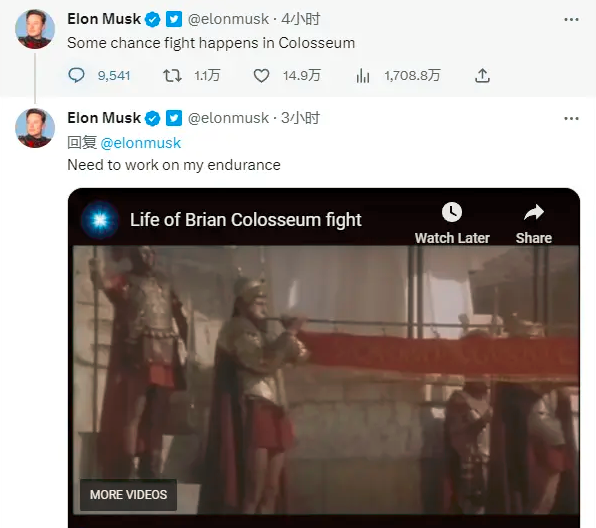 Elon Musk @elonmusk · 4小时
Some chance fight happens in Colosseum
9,541 1.1万 14.9万 1,708.8万
Elon Musk @elonmusk · 3小时
回复 @elonmusk
Need to work on my endurance
Life of Brian Colosseum fight
Watch Later Share
MORE VIDEOS